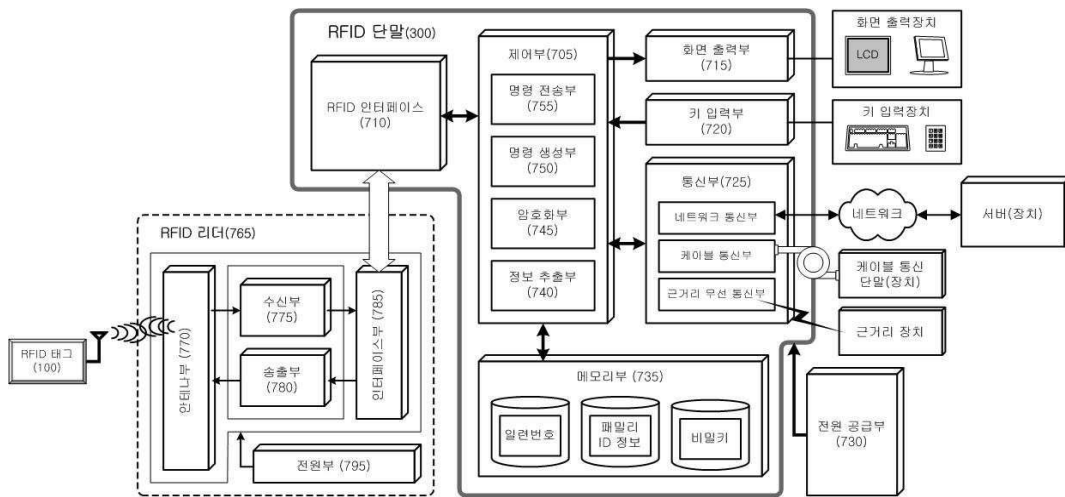 RFID 단말(300)
RFID 인터페이스
(710)
제어부(705)
명령 전송부
(755)
명령 생성부
(750)
암호화부
(745)
정보 추출부
(740)
화면 출력부
(715)
키 입력부
(720)
통신부(725)
네트워크 통신부
케이블 통신부
근거리 무선 통신부
화면 출력장치
LCD
키 입력장치
네트워크
서버(장치)
케이블 통신
단말(장치)
근거리 장치
전원 공급부
(730)
메모리부(735)
일련번호
패밀리
ID 정보
비밀키
RFID 리더(765)
안테나부(770)
수신부
(775)
송출부
(780)
인터페이스부(785)
전원부(795)
RFID 태그
(100)